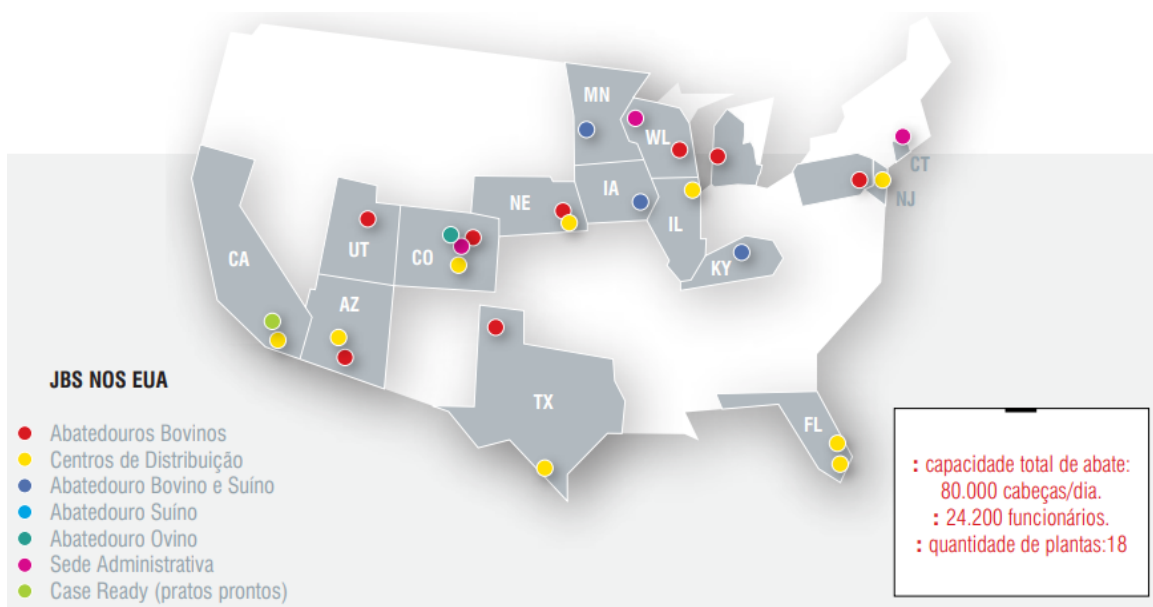 MN
WL
CT
NE
IA
NJ
IL
UT
CO
CA
KY
AZ
JBS NOS EUA
TX
FL
Abatedouros Bovinos
Centros de Distribuição
Abatedouro Bovino e Suíno
Abatedouro Suíno
Abatedouro Ovino
Sede Administrativa
Case Ready (pratos prontos)
: capacidade total de abate:
80.000 cabeças/dia.
: 24.200 funcionários.
: quantidade de plantas:18